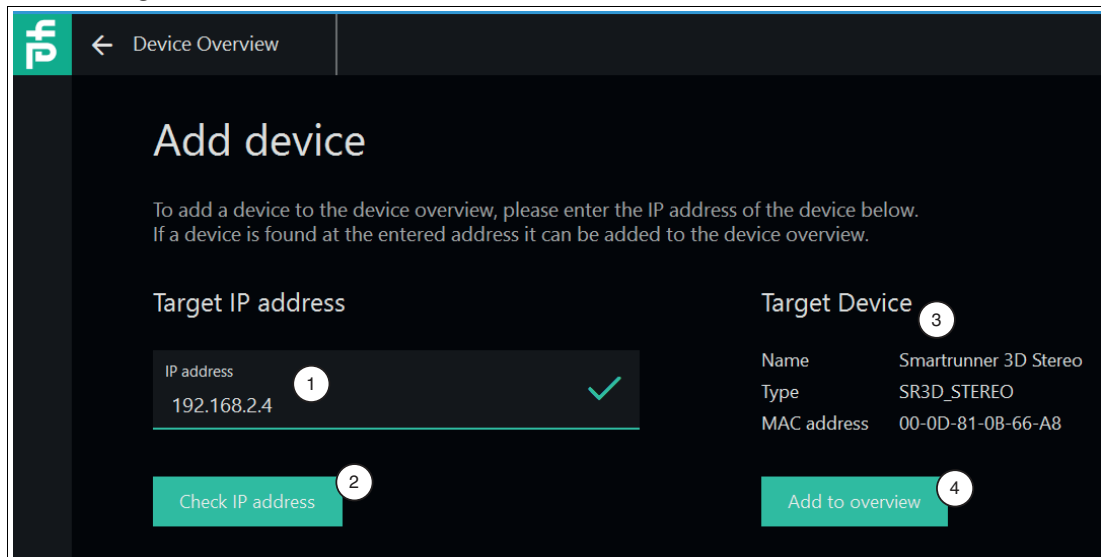 Device Overview
Add device
To add a device to the device overview, please enter the IP address of the device below.
If a device is found at the entered address it can be added to the device overview.
Target IP address
IP address
192.168.2.4
1
Check IP address
2
Target Device
3
Name Smartrunner 3D Stereo
Type SR3D_STEREO
MAC address 00-0D-81-0B-66-A8
Add to overview
4